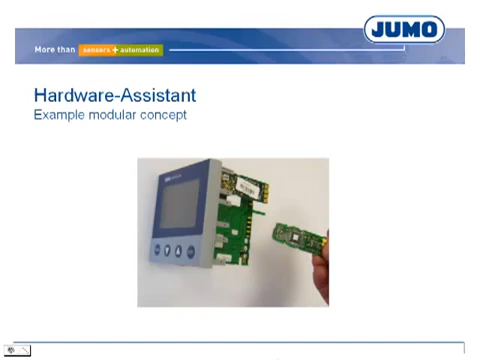 JUMO
More than sensors + automation
Hardware-Assistant
Example modular concept